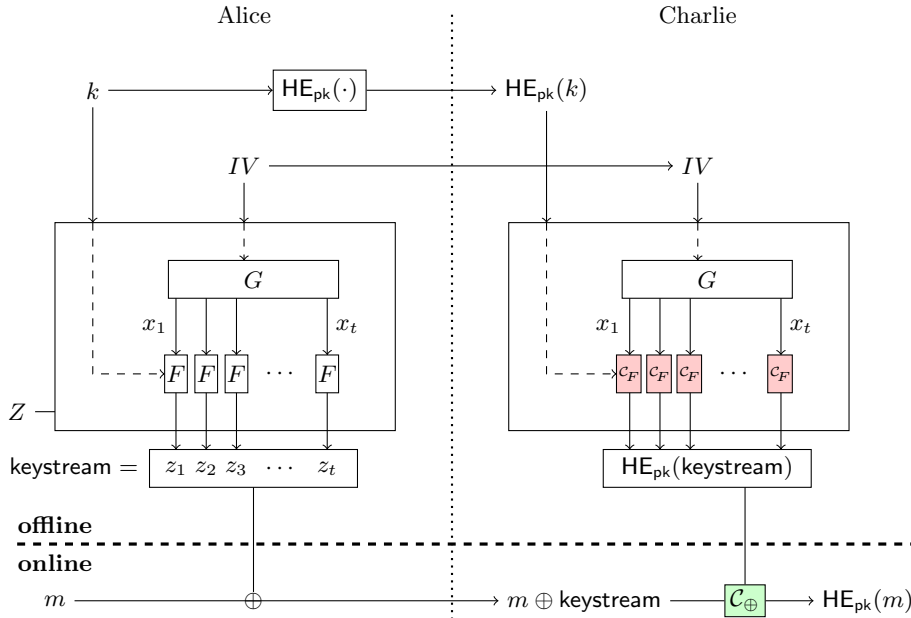 Alice Charlie
k HE_pk(·) HE_pk(k)
IV IV
G G
x_1 x_t x_1 x_t
F F F ··· F C_F C_F C_F ··· C_F
Z
keystream = z_1 z_2 z_3 ··· z_t HE_pk(keystream)
offline
online
m ⊕ m ⊕ keystream C_⊕ HE_pk(m)